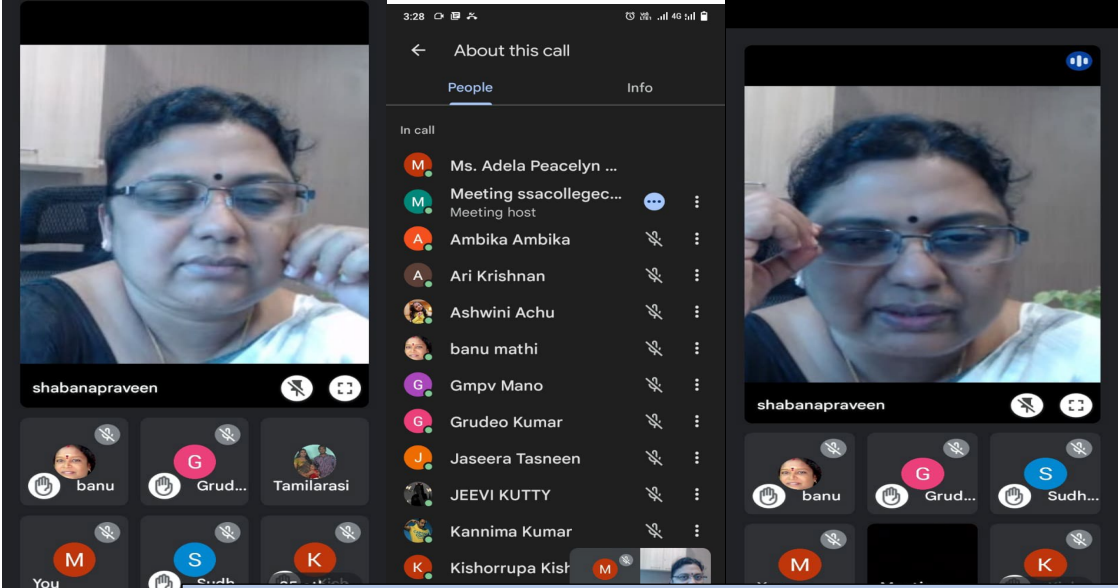 shabanapraveen
banu
Grud...
Tamilarasi
M
You
S
K
3:28
4G
About this call
People
Info
In call
M
Ms. Adela Peacelyn ...
M
Meeting ssacollegec...
Meeting host
A
Ambika Ambika
A
Ari Krishnan
Ashwini Achu
banu mathi
G
Gmpv Mano
G
Grudeo Kumar
J
Jaseera Tasneen
JEEVI KUTTY
Kannima Kumar
K
Kishorrupa Kish
M
shabanapraveen
banu
G
Grud...
S
Sudh...
M
K